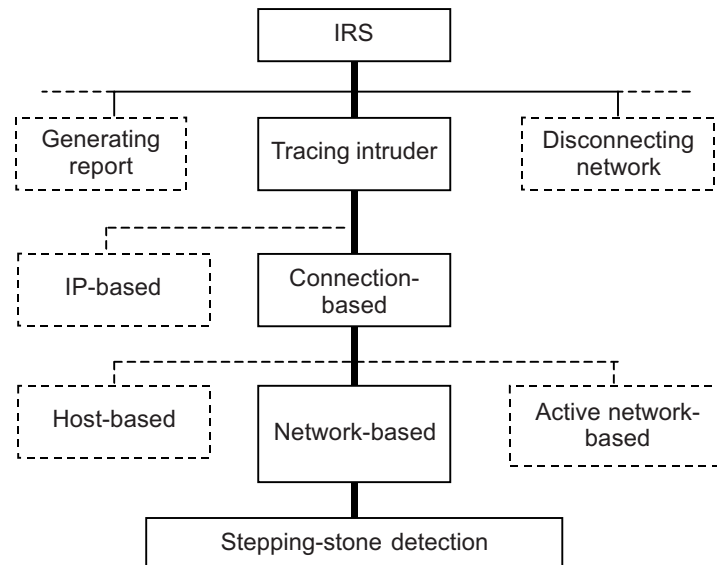 IRS
Generating
report
Tracing intruder
Disconnecting
network
IP-based
Connection-
based
Host-based
Network-based
Active network-
based
Stepping-stone detection